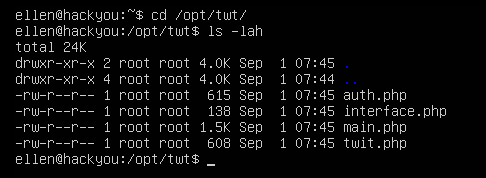 ellen@hackyou:~$ cd /opt/twt/
ellen@hackyou:/opt/twt$ ls -lah
total 24K
drwxr-xr-x 2 root root 4.0K Sep  1 07:45 .
drwxr-xr-x 4 root root 4.0K Sep  1 07:44 ..
-rw-r--r-- 1 root root  615 Sep  1 07:45 auth.php
-rw-r--r-- 1 root root  138 Sep  1 07:45 interface.php
-rw-r--r-- 1 root root 1.5K Sep  1 07:45 main.php
-rw-r--r-- 1 root root  608 Sep  1 07:45 twit.php
ellen@hackyou:/opt/twt$ _